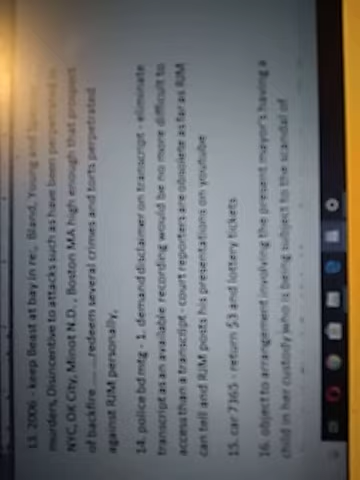 13. 2006 - keep Beast at bay in re: Bland, Young and
murders. Disincentive to attacks such as have been perpetrated in
NYC, OK City, Minot N.D., Boston MA high enough that prospect
of backfire ......redeem several crimes and torts perpetrated
against RJM personally,
14. police bd mtg - 1. demand disclaimer on transcript - eliminate
transcript as an available recording would be no more difficult to
access than a transcript - court reporters are obsolete as far as RJM
can tell and RJM posts his presentations on youtube
15. car 7365 - return $3 and lottery tickets
16. object to arrangement involving the present mayor's having a
child in her custody who is being subject to the scandal of